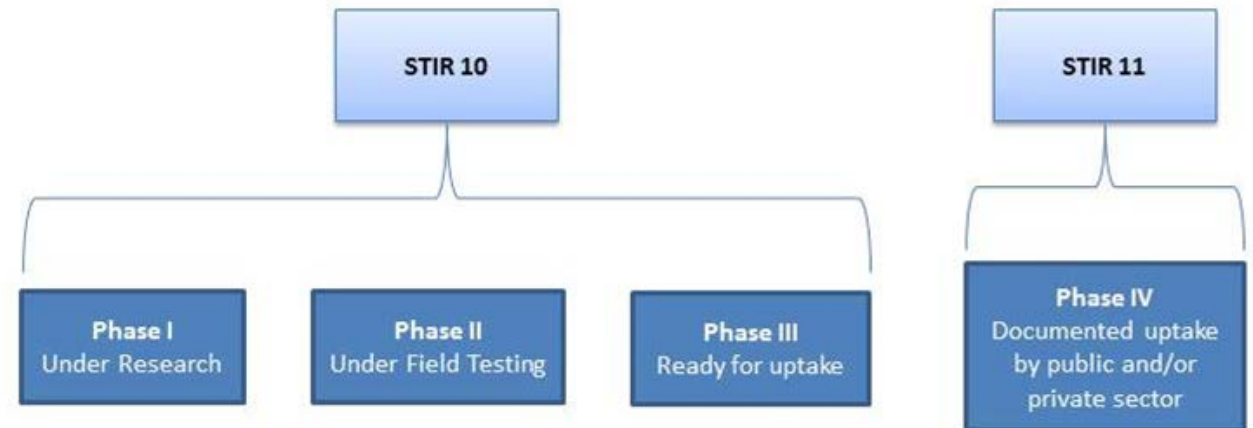 STIR 10
STIR 11
Phase I
Under Research
Phase II
Under Field Testing
Phase III
Ready for uptake
Phase IV
Documented uptake
by public and/or
private sector